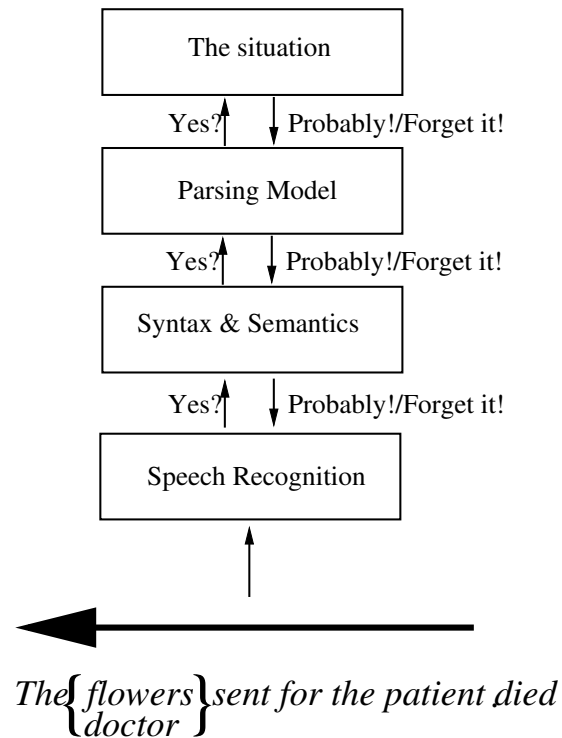 The situation
Yes? Probably!/Forget it!
Parsing Model
Yes? Probably!/Forget it!
Syntax & Semantics
Yes? Probably!/Forget it!
Speech Recognition
The { flowers } sent for the patient died.
doctor